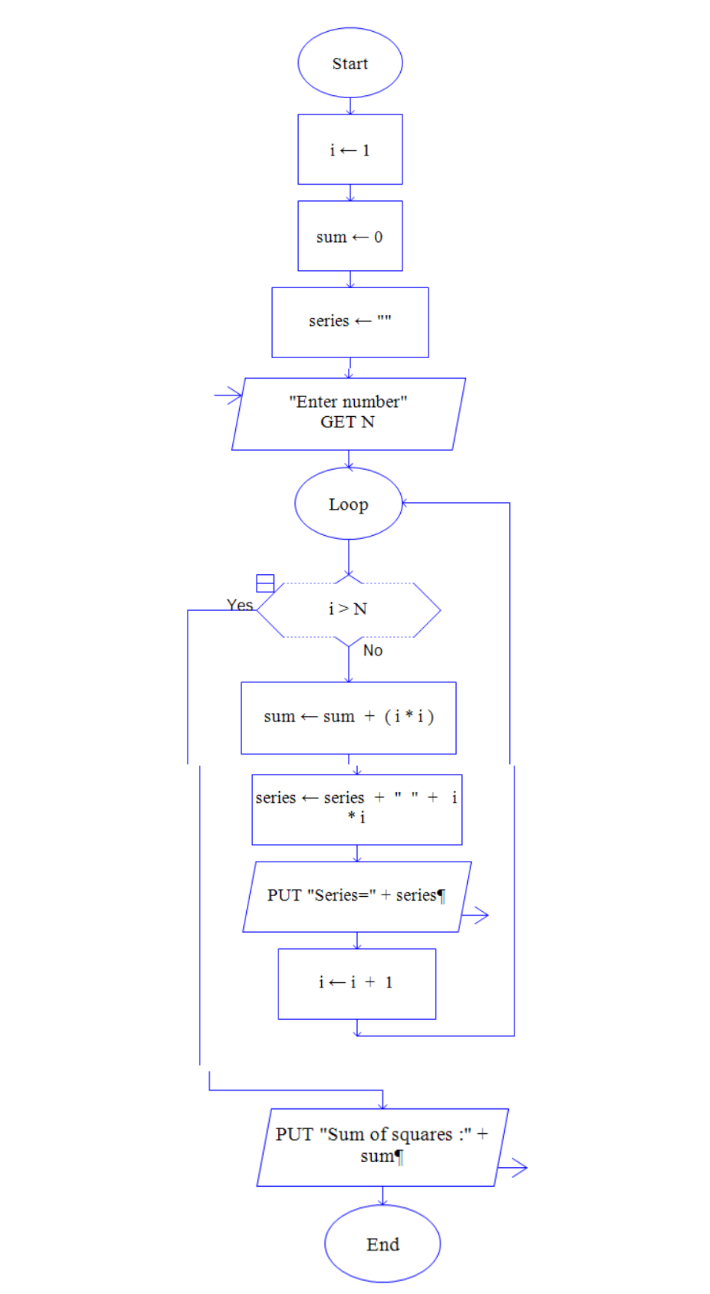 Start
i ← 1
sum ← 0
series ← ""
"Enter number"
GET N
Loop
Yes
i > N
No
sum ← sum + ( i * i )
series ← series + " " + i
* i
PUT "Series=" + series¶
i ← i + 1
PUT "Sum of squares :" +
sum¶
End